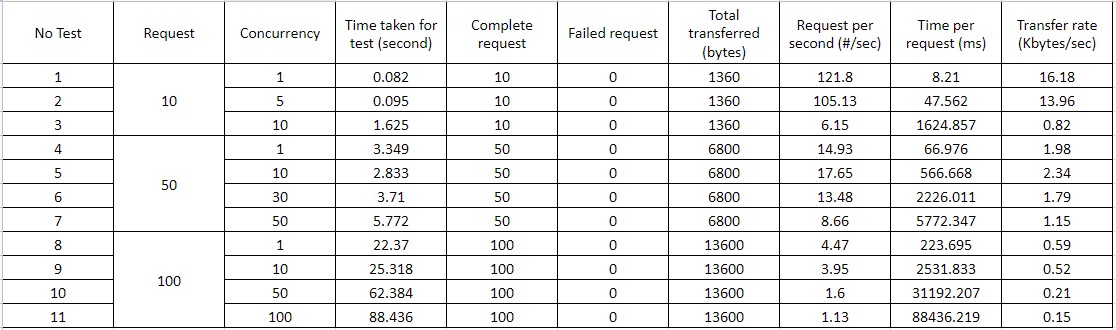 No Test Request Concurrency Time taken for test (second) Complete request Failed request Total transferred (bytes) Request per second (#/sec) Time per request (ms) Transfer rate (Kbytes/sec)
1 10 1 0.082 10 0 1360 121.8 8.21 16.18
2 5 0.095 10 0 1360 105.13 47.562 13.96
3 10 1.625 10 0 1360 6.15 1624.857 0.82
4 50 1 3.349 50 0 6800 14.93 66.976 1.98
5 10 2.833 50 0 6800 17.65 566.668 2.34
6 30 3.71 50 0 6800 13.48 2226.011 1.79
7 50 5.772 50 0 6800 8.66 5772.347 1.15
8 100 1 22.37 100 0 13600 4.47 223.695 0.59
9 10 25.318 100 0 13600 3.95 2531.833 0.52
10 50 62.384 100 0 13600 1.6 31192.207 0.21
11 100 88.436 100 0 13600 1.13 88436.219 0.15